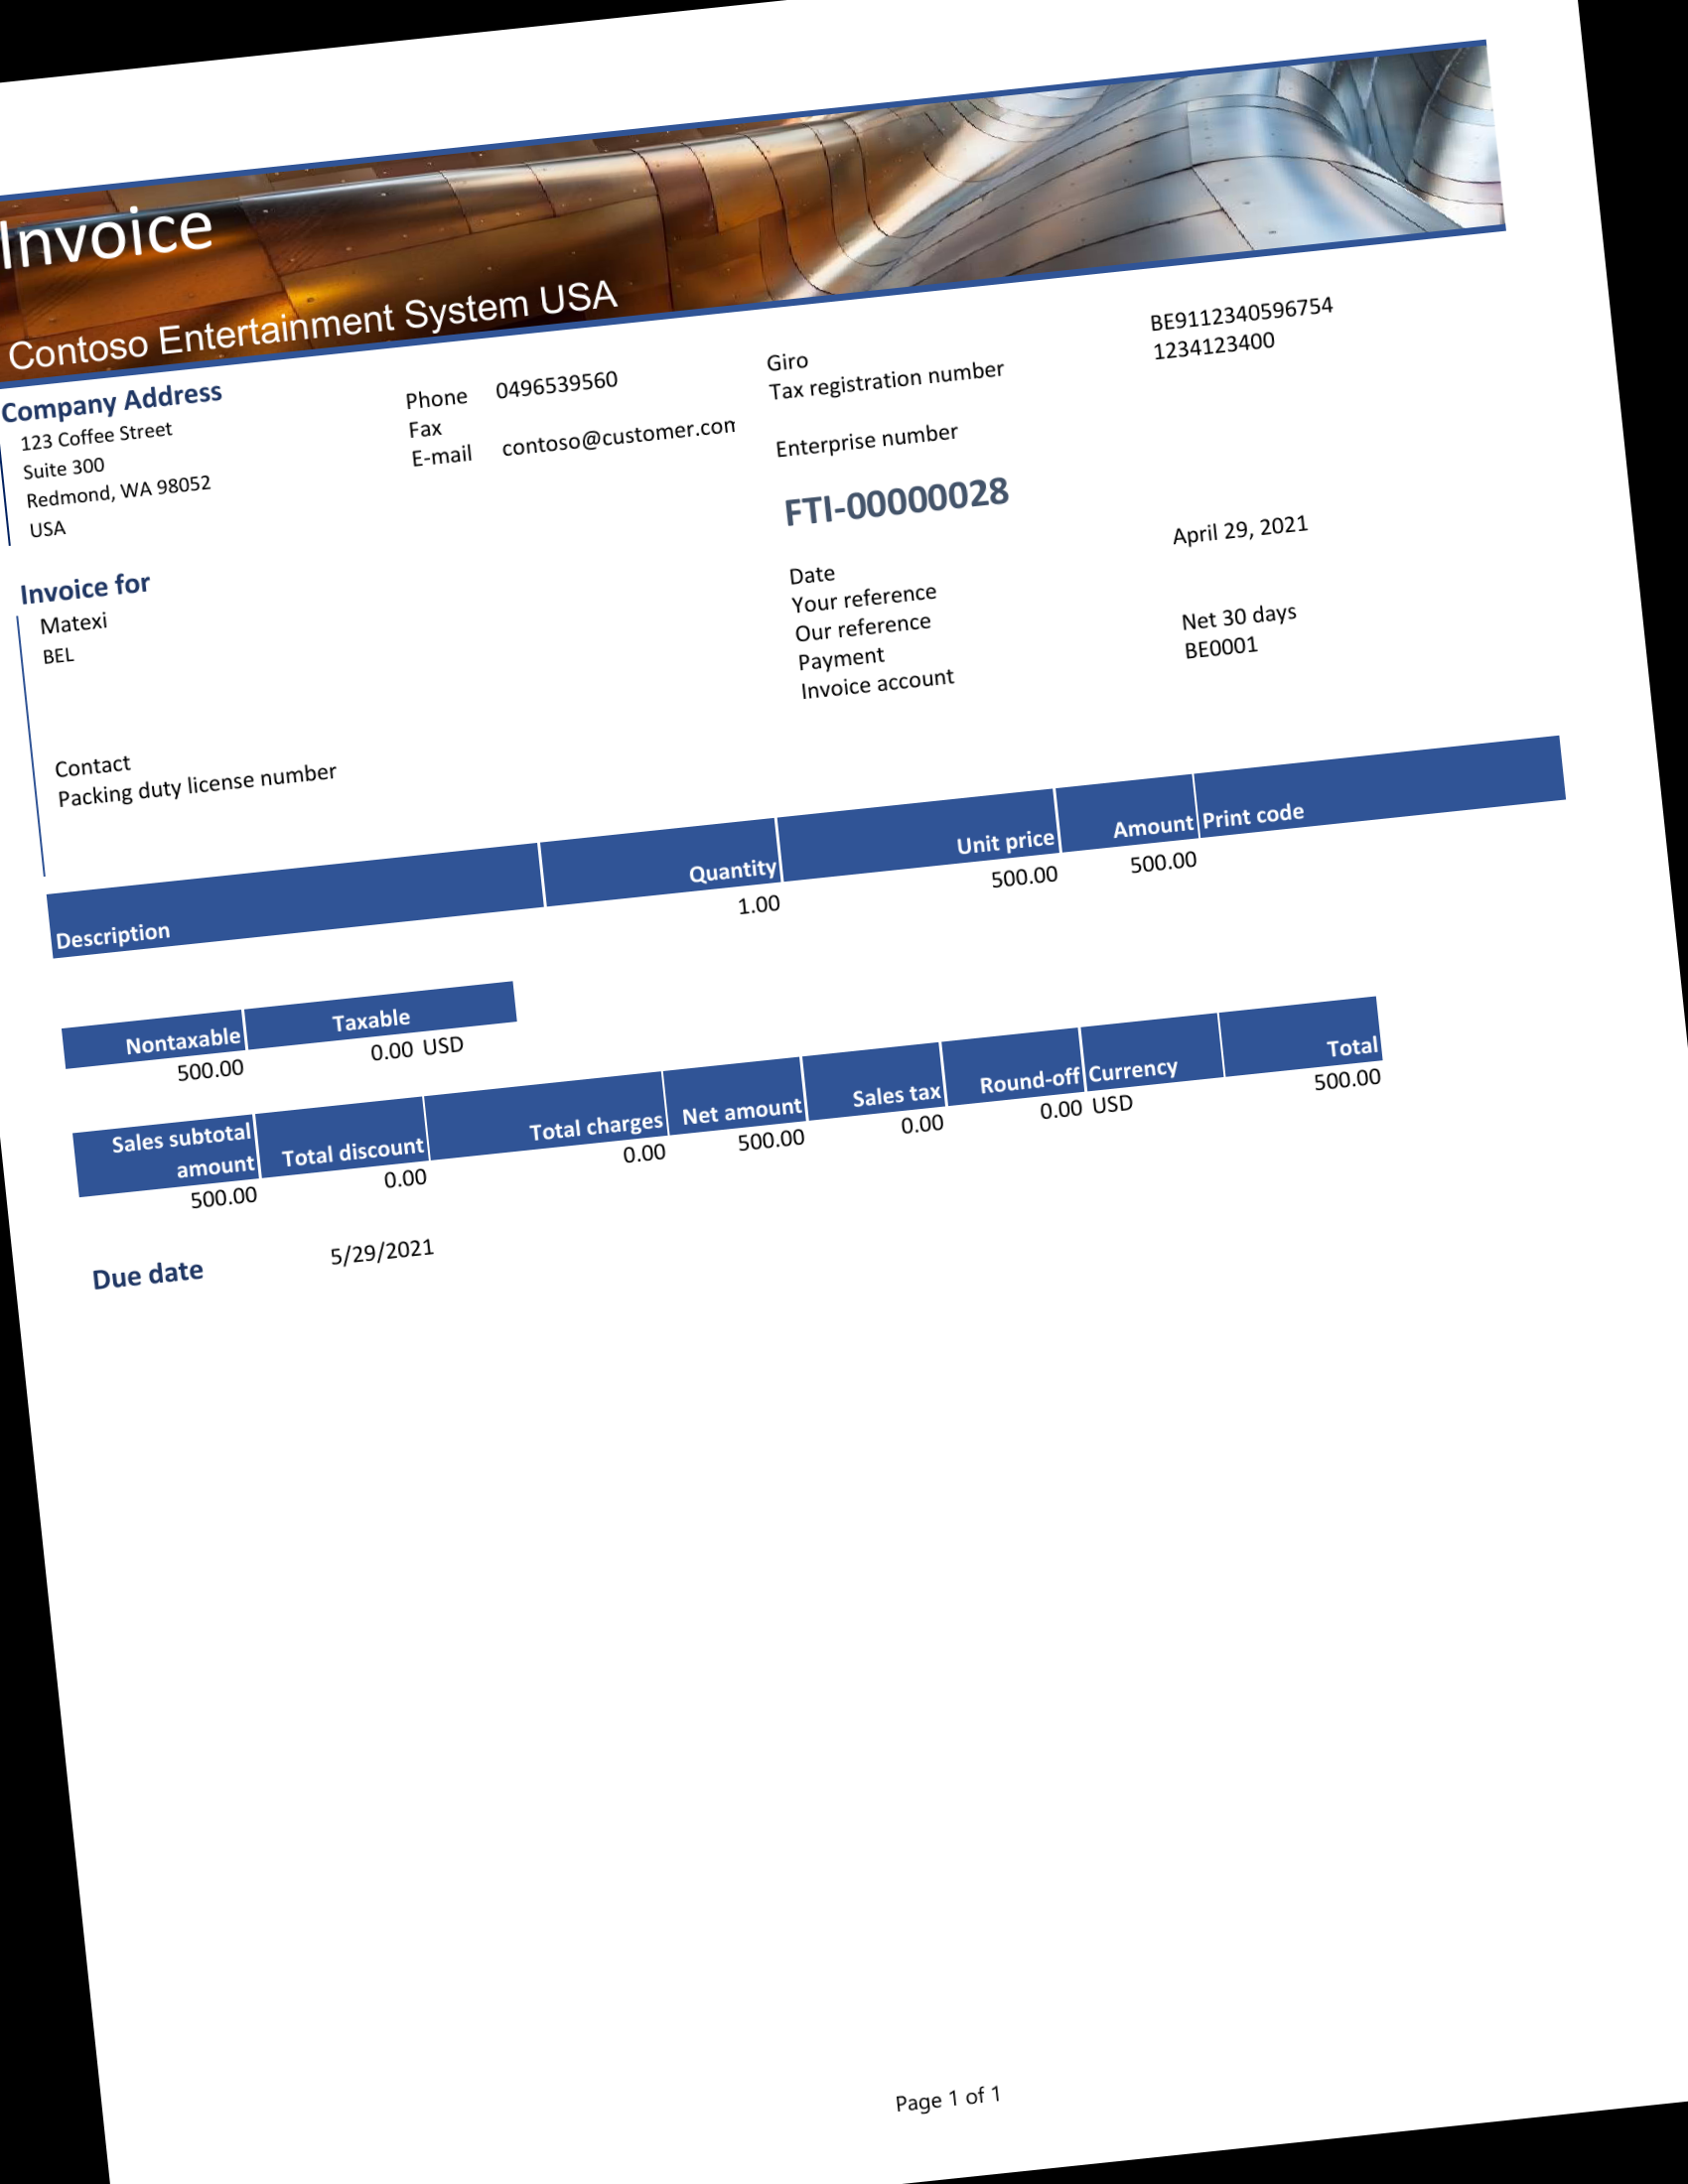 Invoice
Contoso Entertainment System USA
Company Address
123 Coffee Street
Suite 300
Redmond, WA 98052
USA
Phone 0496539560
Fax
E-mail contoso@customer.com
Giro BE9112340596754
Tax registration number 1234123400
Enterprise number
FTI-00000028
Date April 29, 2021
Your reference
Our reference
Payment Net 30 days
Invoice account BE0001
Invoice for
Matexi
BEL
Contact
Packing duty license number
Description Quantity Unit price Amount Print code
1.00 500.00 500.00
Nontaxable Taxable
500.00 0.00 USD
Sales subtotal amount Total discount Total charges Net amount Sales tax Round-off Currency Total
500.00 0.00 0.00 500.00 0.00 0.00 USD 500.00
Due date 5/29/2021
Page 1 of 1